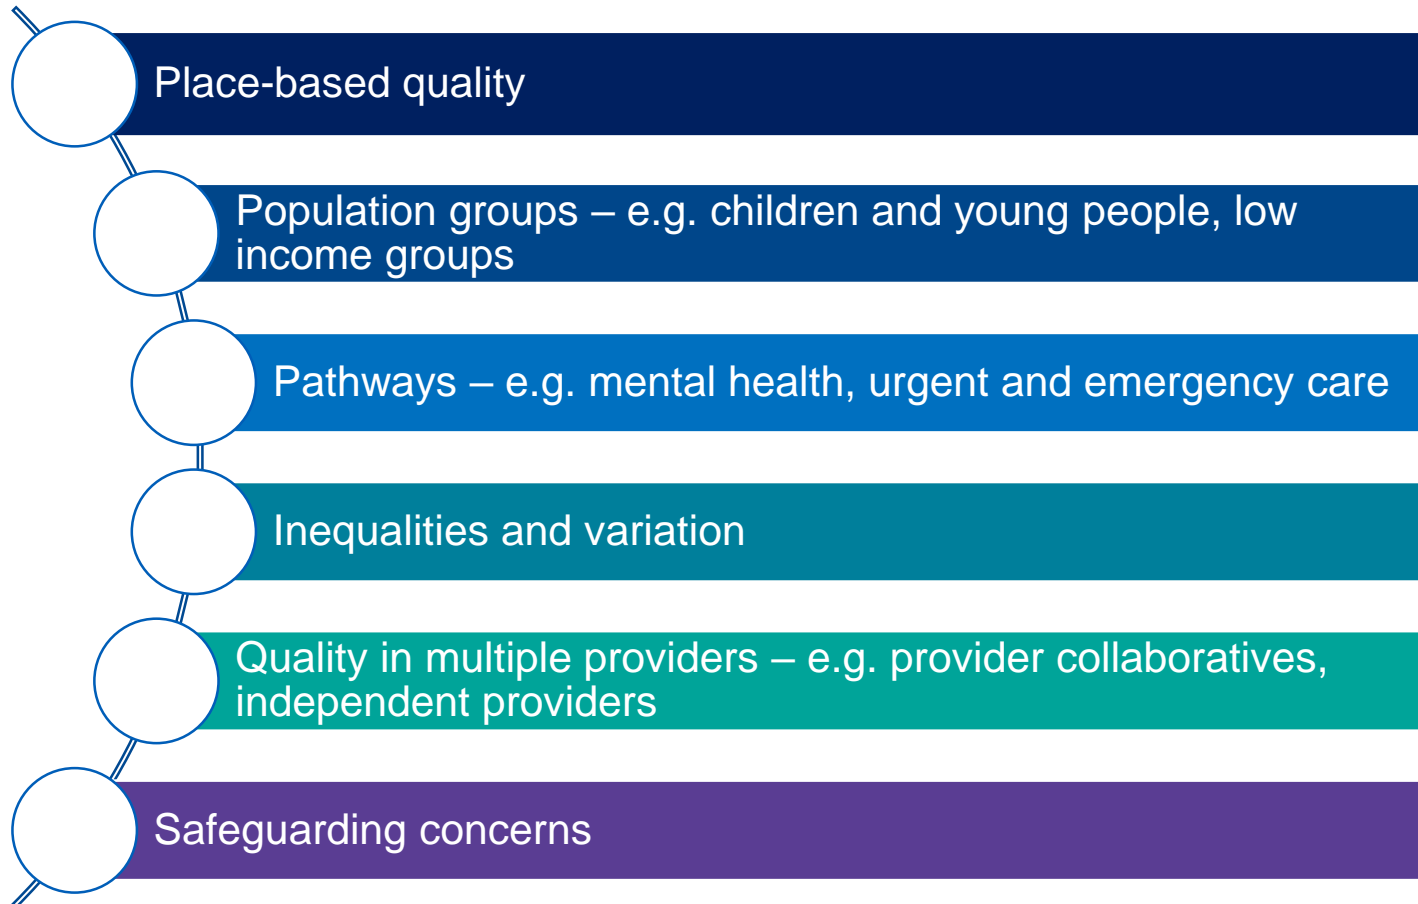 Place-based quality
Population groups – e.g. children and young people, low
income groups
Pathways – e.g. mental health, urgent and emergency care
Inequalities and variation
Quality in multiple providers – e.g. provider collaboratives,
independent providers
Safeguarding concerns